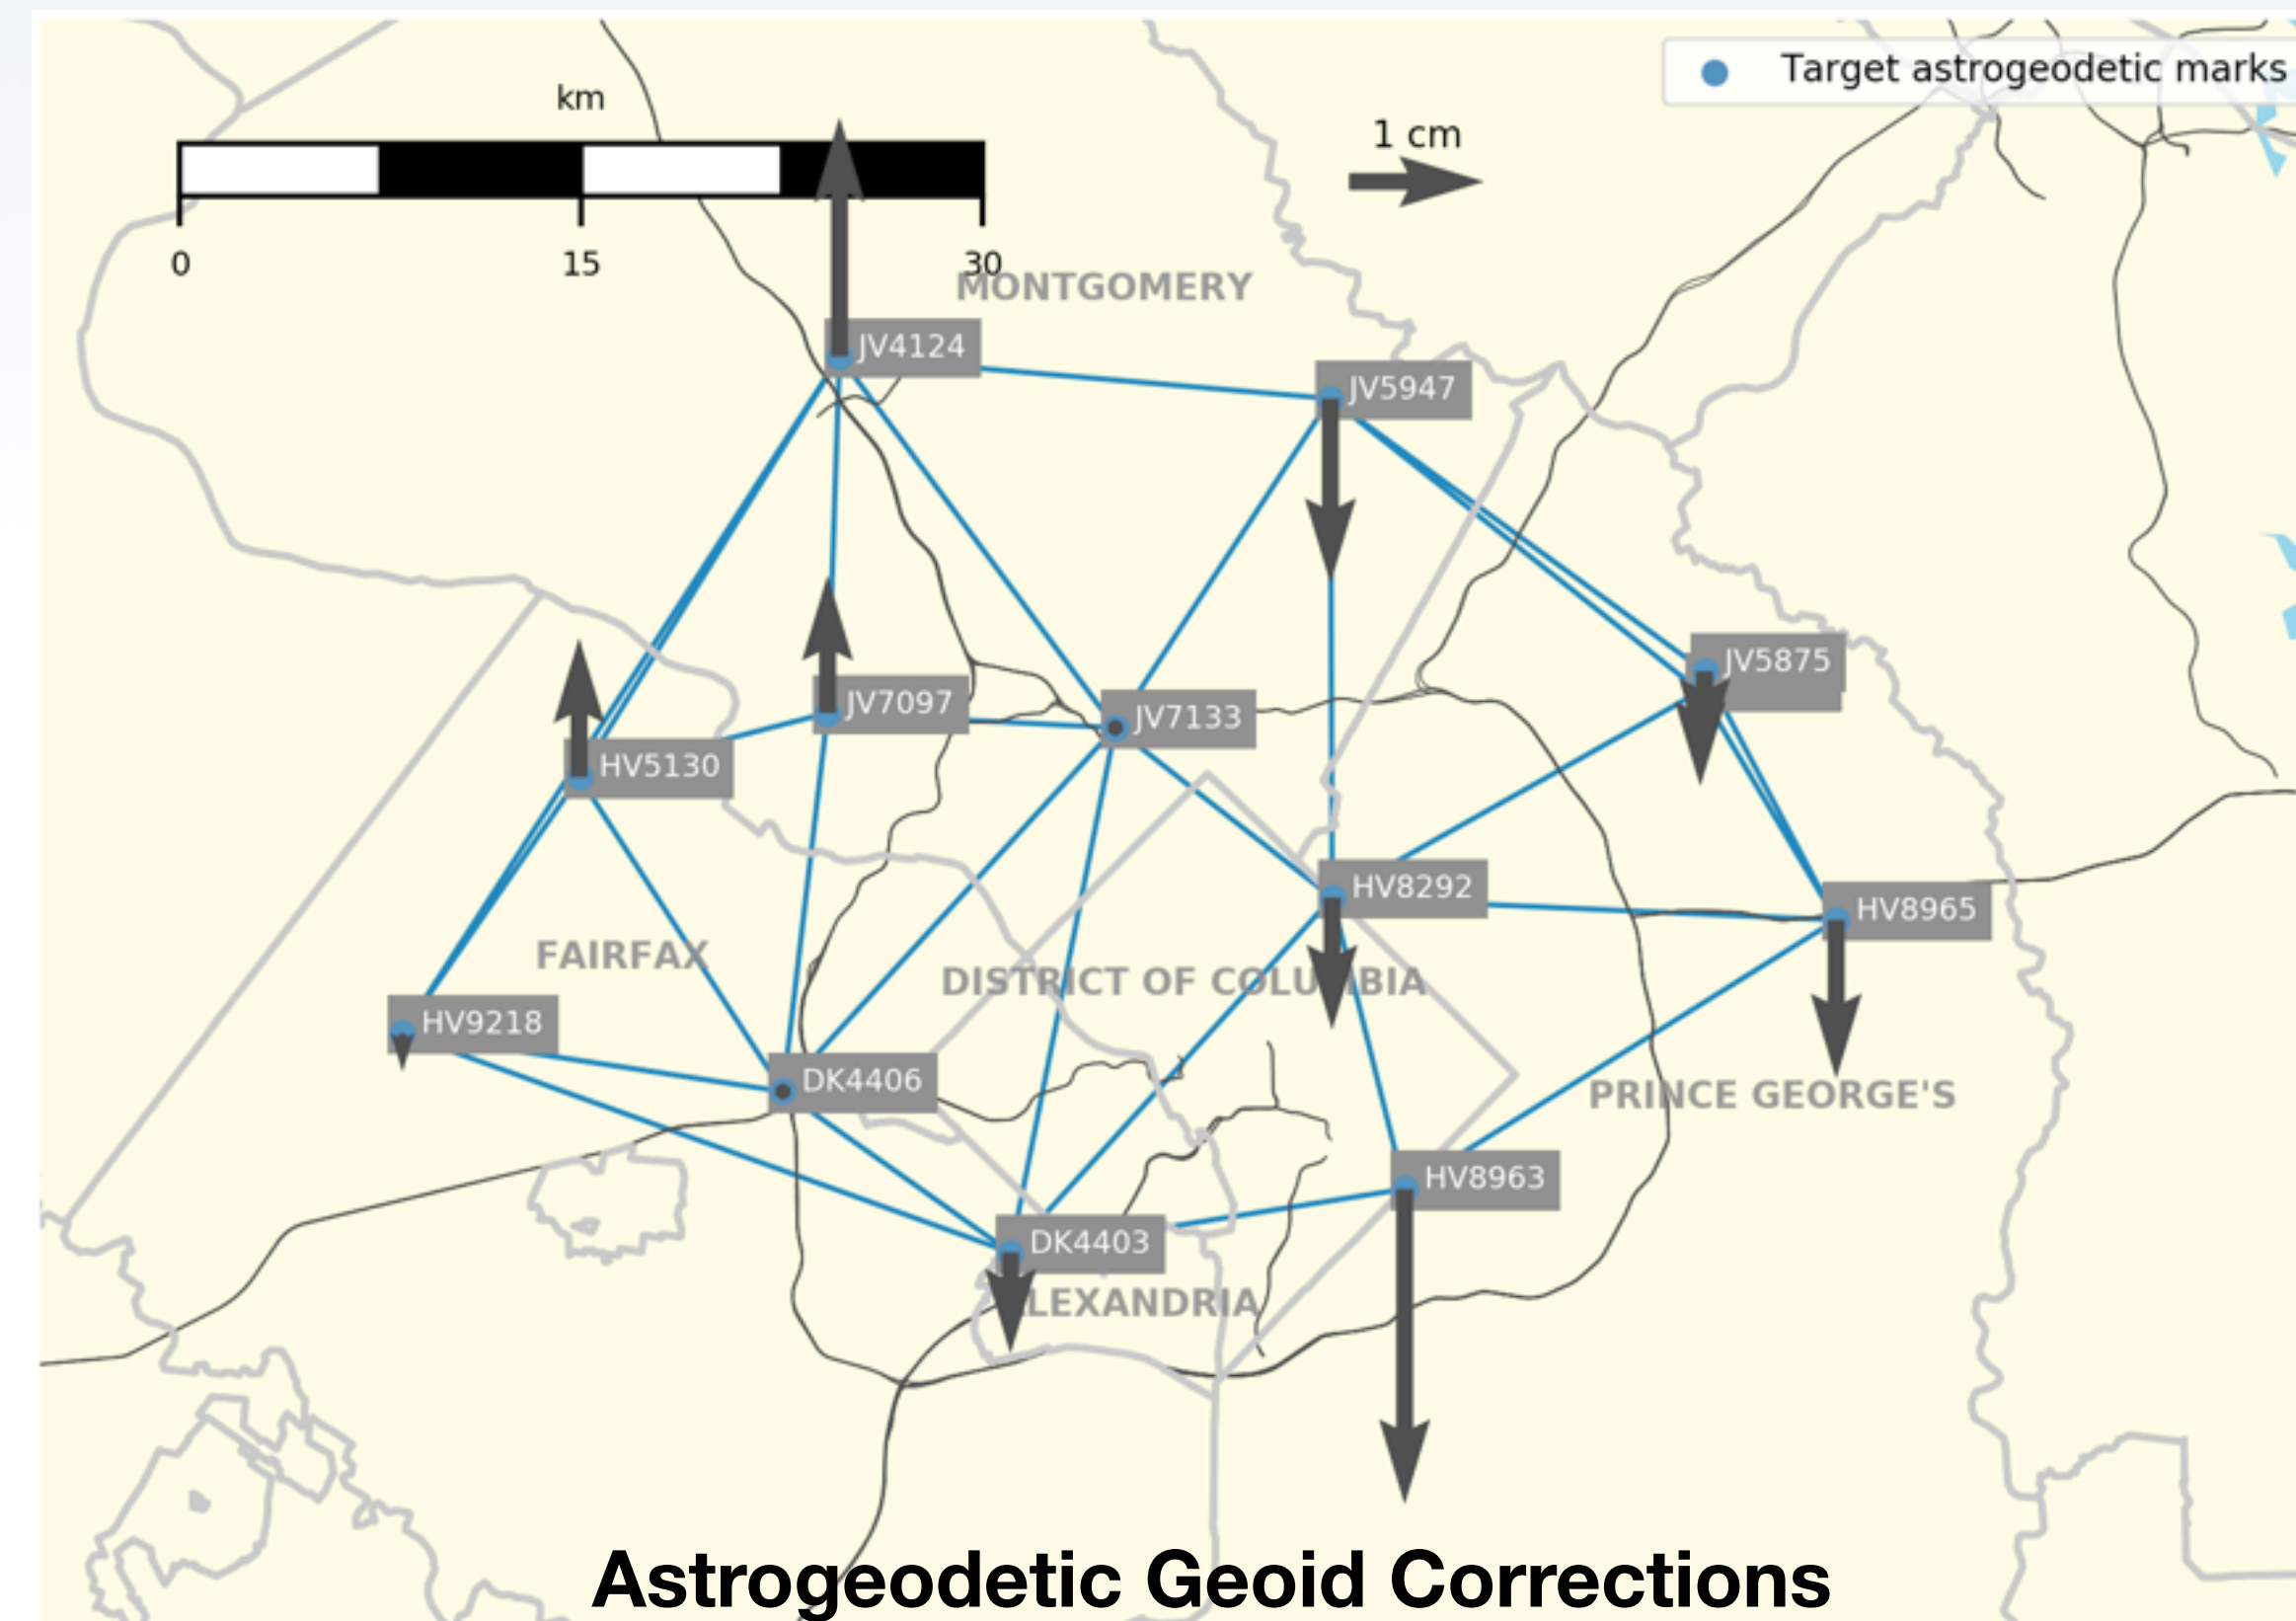 Target astrogeodetic marks
km
1 cm
0
15
30
MONTGOMERY
JV4124
JV5947
JV5875
JV7097
JV7133
HV5130
HV8292
HV8965
FAIRFAX
DISTRICT OF COLUMBIA
HV9218
DK4406
PRINCE GEORGE'S
HV8963
DK4403
ALEXANDRIA
Astrogeodetic Geoid Corrections